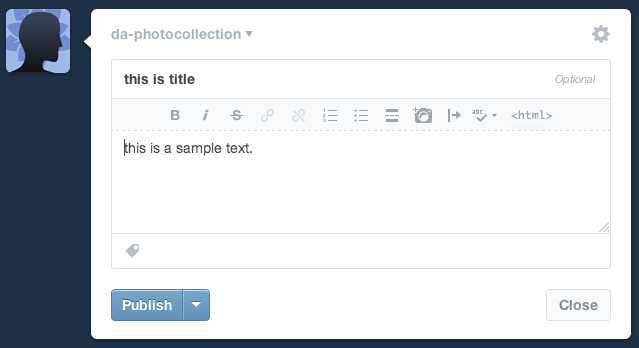 da-photocollection
this is title Optional
B i S abc <html>
this is a sample text.
Publish Close